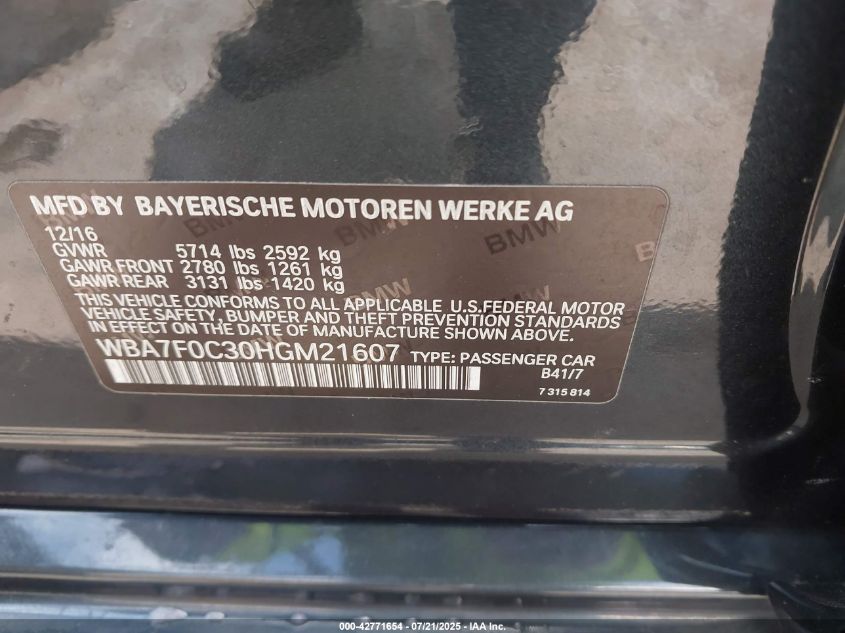 MFD BY BAYERISCHE MOTOREN WERKE AG
12/16
GVWR 5714 lbs 2592 kg
GAWR FRONT 2780 lbs 1261 kg
GAWR REAR 3131 lbs 1420 kg
THIS VEHICLE CONFORMS TO ALL APPLICABLE U.S.FEDERAL MOTOR
VEHICLE SAFETY, BUMPER AND THEFT PREVENTION STANDARDS
IN EFFECT ON THE DATE OF MANUFACTURE SHOWN ABOVE.
WBA7F0C30HGM21607 TYPE: PASSENGER CAR
B41/7
7 315 814
BMW
BMW
BMW
000-42771654 / 07/21/2025 - IAA Inc.